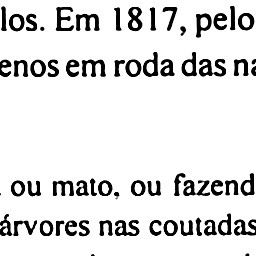 los. Em 1817, pelo
enos em roda das na
ou mato, ou fazend
árvores nas coutadas